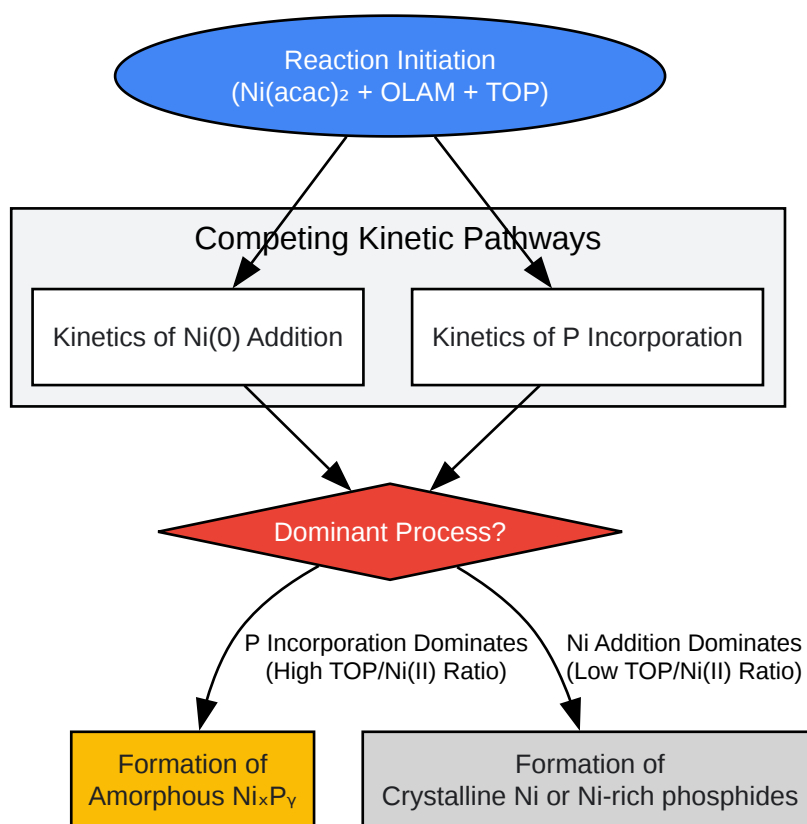 Reaction Initiation
(Ni(acac)₂ + OLAM + TOP)
Competing Kinetic Pathways
Kinetics of Ni(0) Addition
Kinetics of P Incorporation
Dominant Process?
P Incorporation Dominates
(High TOP/Ni(II) Ratio)
Ni Addition Dominates
(Low TOP/Ni(II) Ratio)
Formation of
Amorphous NiₓPᵧ
Formation of
Crystalline Ni or Ni-rich phosphides